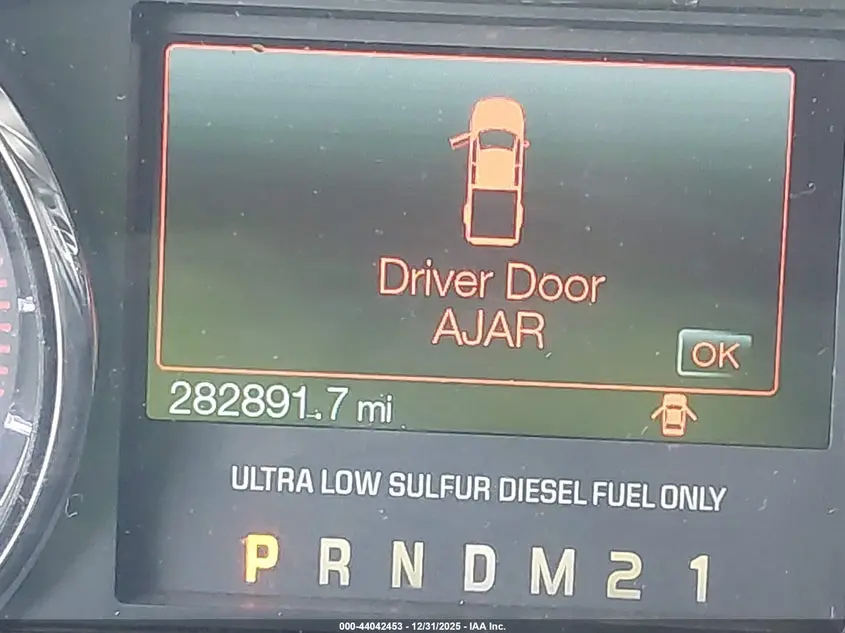 Driver Door
AJAR
OK
282891.7 mi
ULTRA LOW SULFUR DIESEL FUEL ONLY
P R N D M 2 1
000-44042453 - 12/31/2025 - IAA Inc.